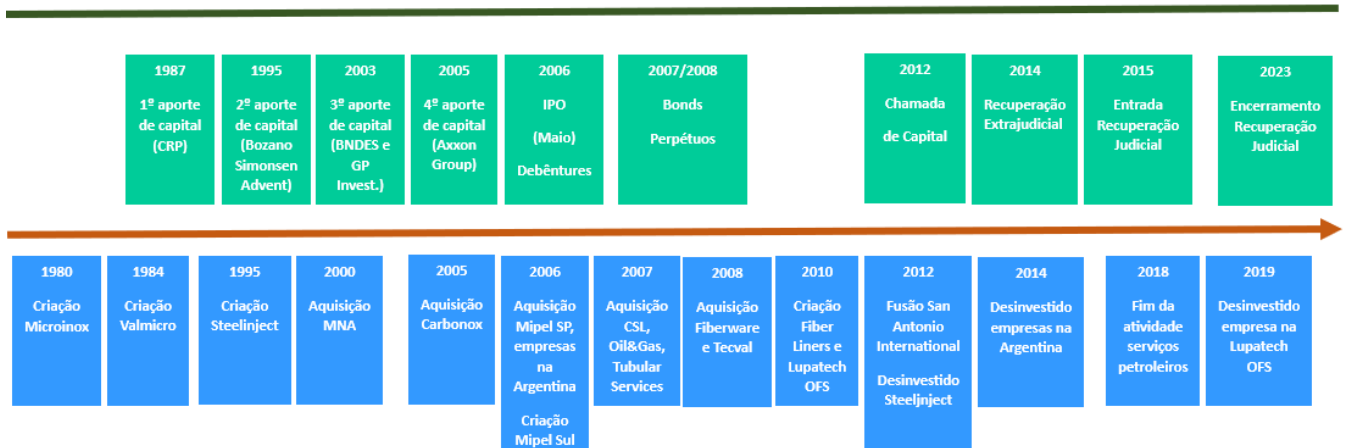 1987
1º aporte
de capital
(CRP)
1995
2º aporte
de capital
(Bozano
Simonsen
Advent)
2003
3º aporte
de capital
(BNDES e
GP
Invest.)
2005
4º aporte
de capital
(Axxon
Group)
2006
IPO
(Maio)
Debêntures
2007/2008
Bonds
Perpétuos
2012
Chamada
de Capital
2014
Recuperação
Extrajudicial
2015
Entrada
Recuperação
Judicial
2023
Encerramento
Recuperação
Judicial
1980
Criação
Microinox
1984
Criação
Valmicro
1995
Criação
Steelinject
2000
Aquisição
MNA
2005
Aquisição
Carbonox
2006
Aquisição
Mipel SP,
empresas
na
Argentina
Criação
Mipel Sul
2007
Aquisição
CSL,
Oil&Gas,
Tubular
Services
2008
Aquisição
Fiberware
e Tecval
2010
Criação
Fiber
Liners e
Lupatech
OFS
2012
Fusão San
Antonio
International
Desinvestido
Steeljnject
2014
Desinvestido
empresas na
Argentina
2018
Fim da
atividade
serviços
petroleiros
2019
Desinvestido
empresa na
Lupatech
OFS